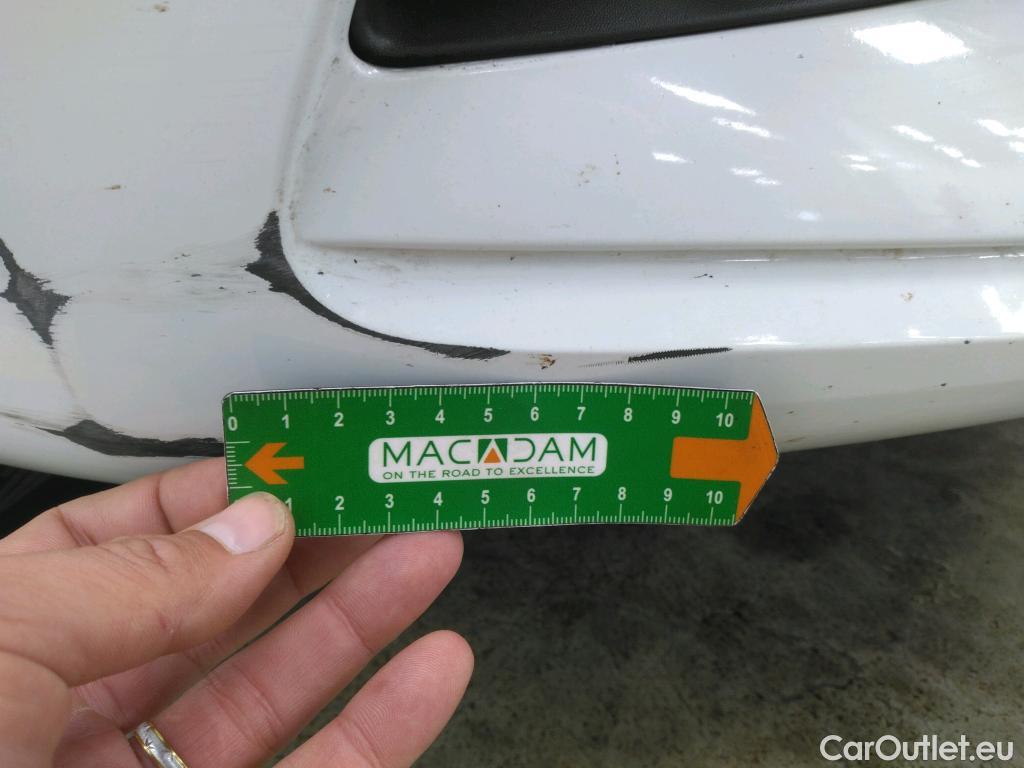 0 1 2 3 4 5 6 7 8 9 10
MACADAM
ON THE ROAD TO EXCELLENCE
1 2 3 4 5 6 7 8 9 10
CarOutlet.eu